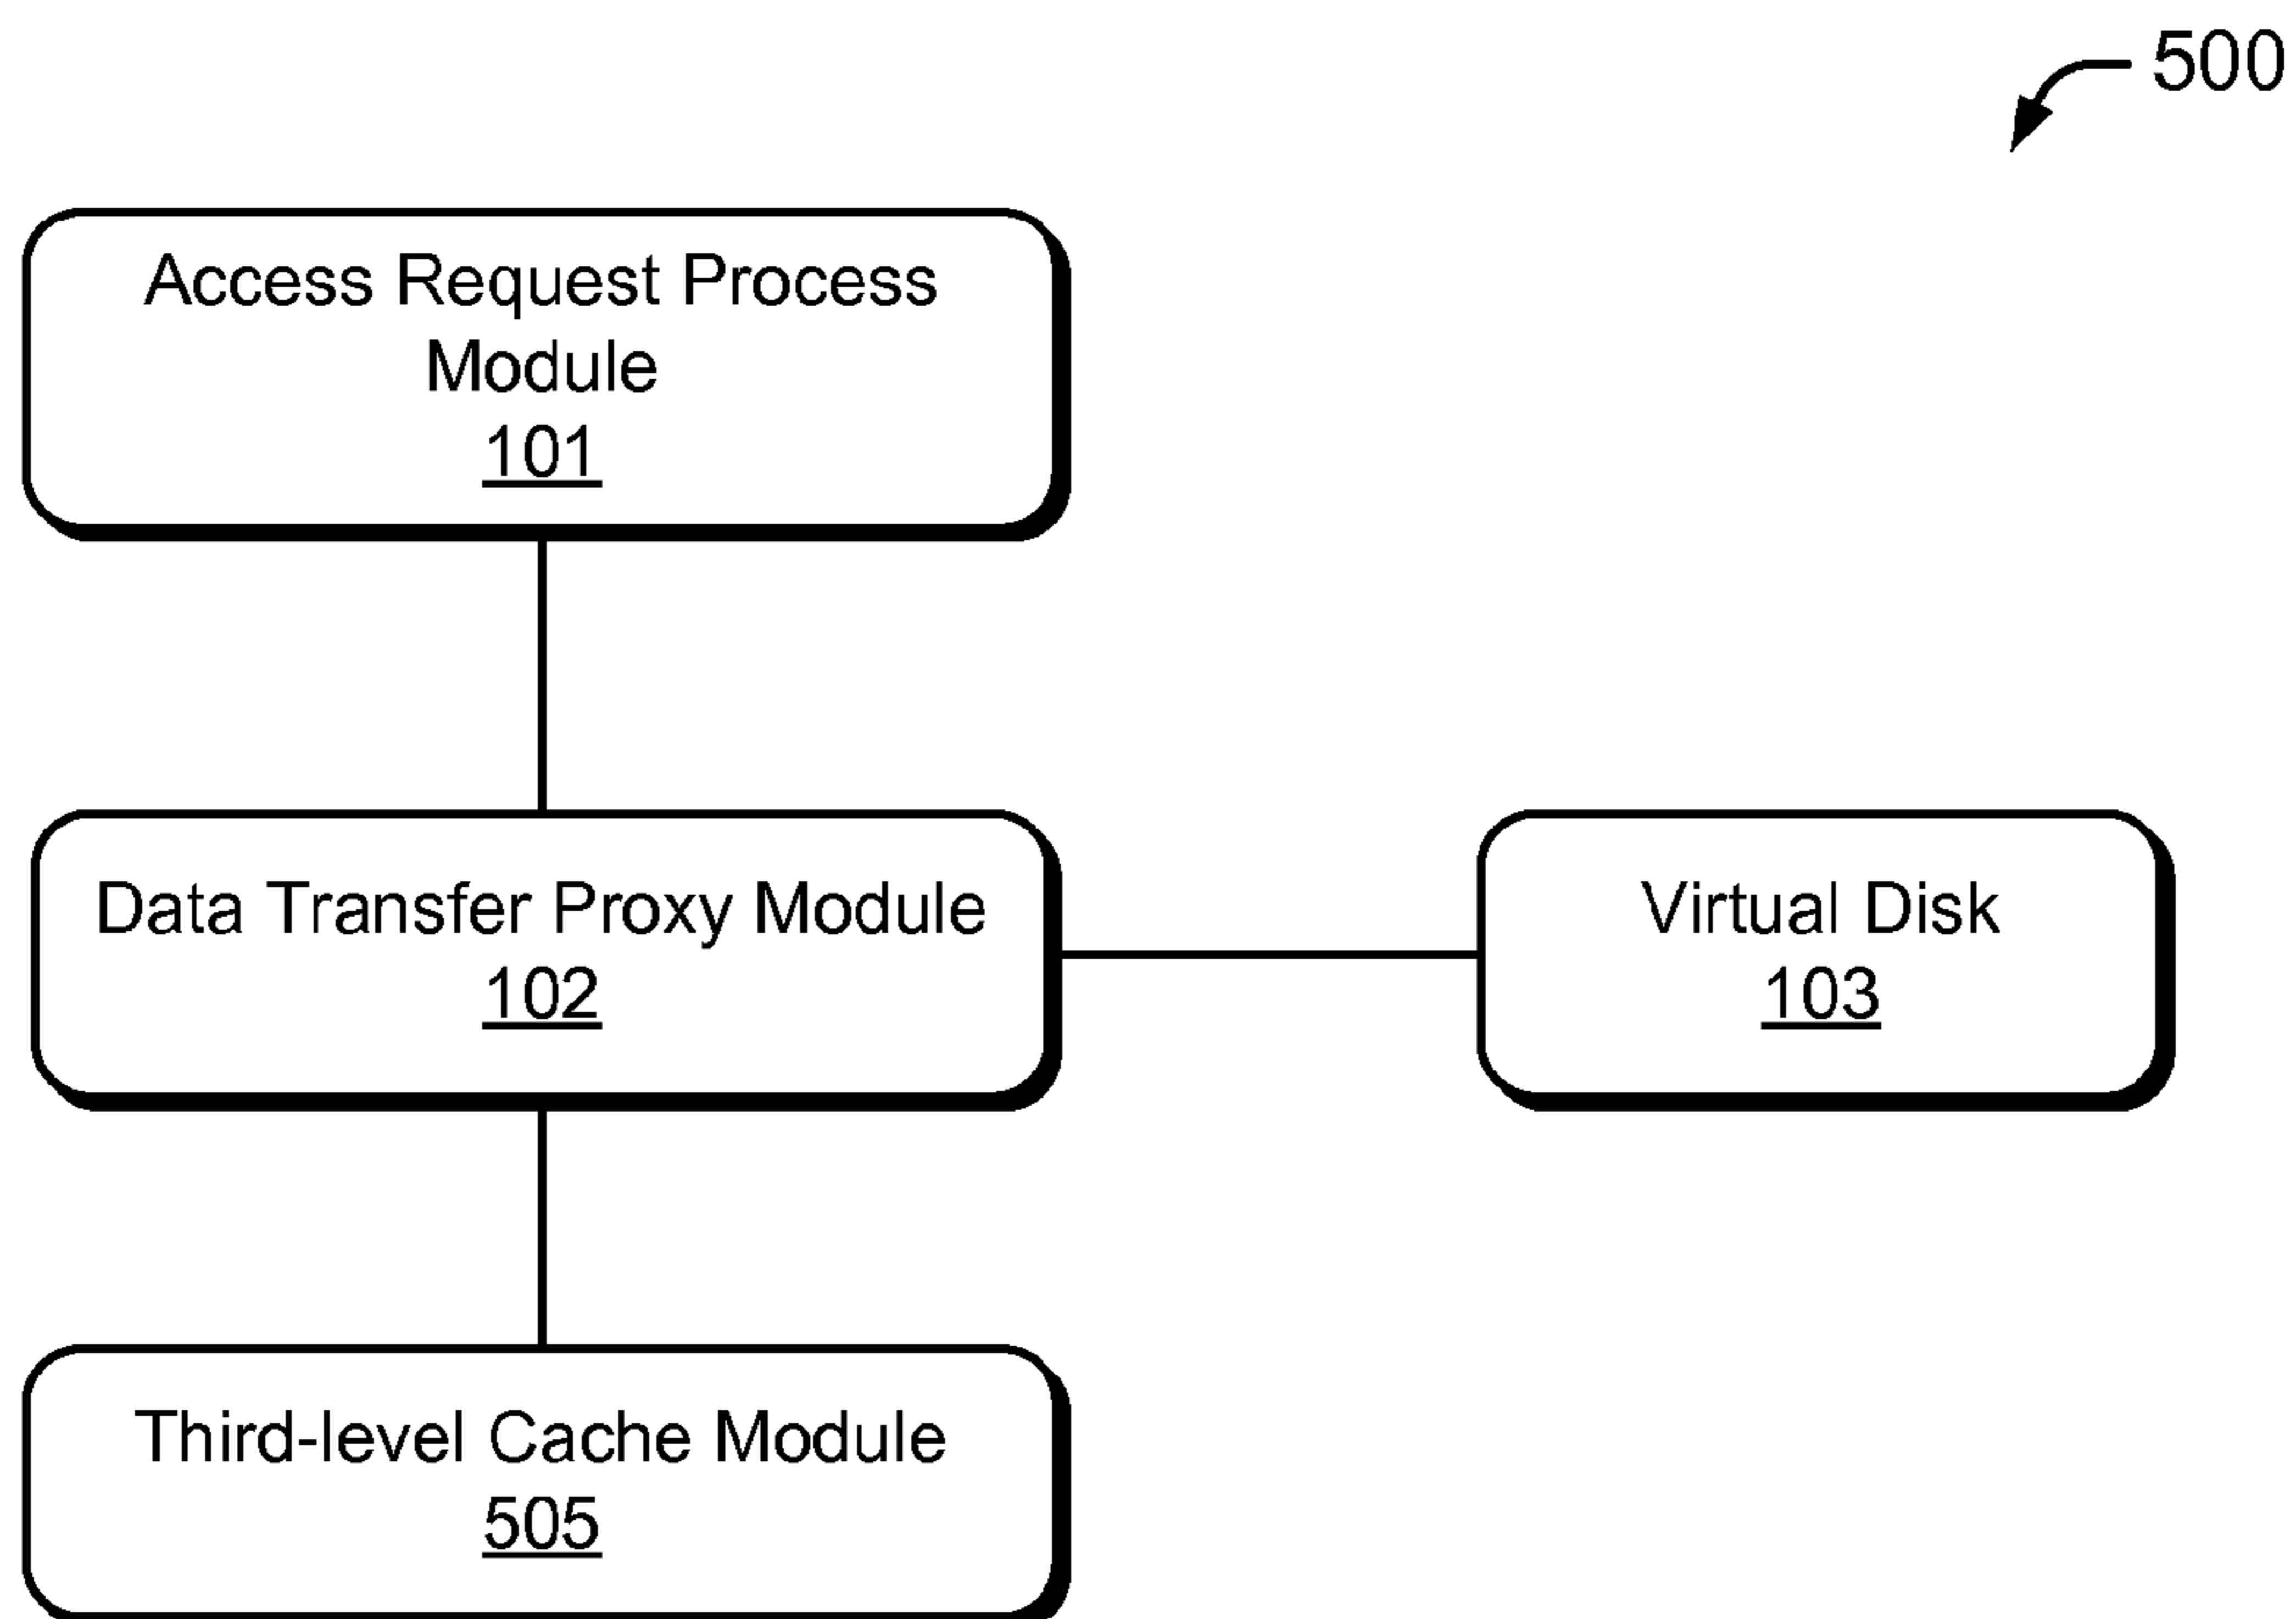 500
Access Request Process
Module
101
Data Transfer Proxy Module
102
Virtual Disk
103
Third-level Cache Module
505